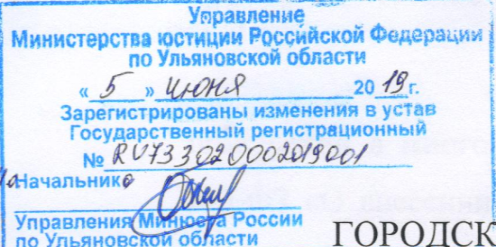 Управление
Министерства юстиции Российской Федерации
по Ульяновской области
« 5 » июня 2019 г.
Зарегистрированы изменения в устав
Государственный регистрационный
№ RU733020002019001
Начальника
Управления Минюста России
по Ульяновской области
ГОРОДСК